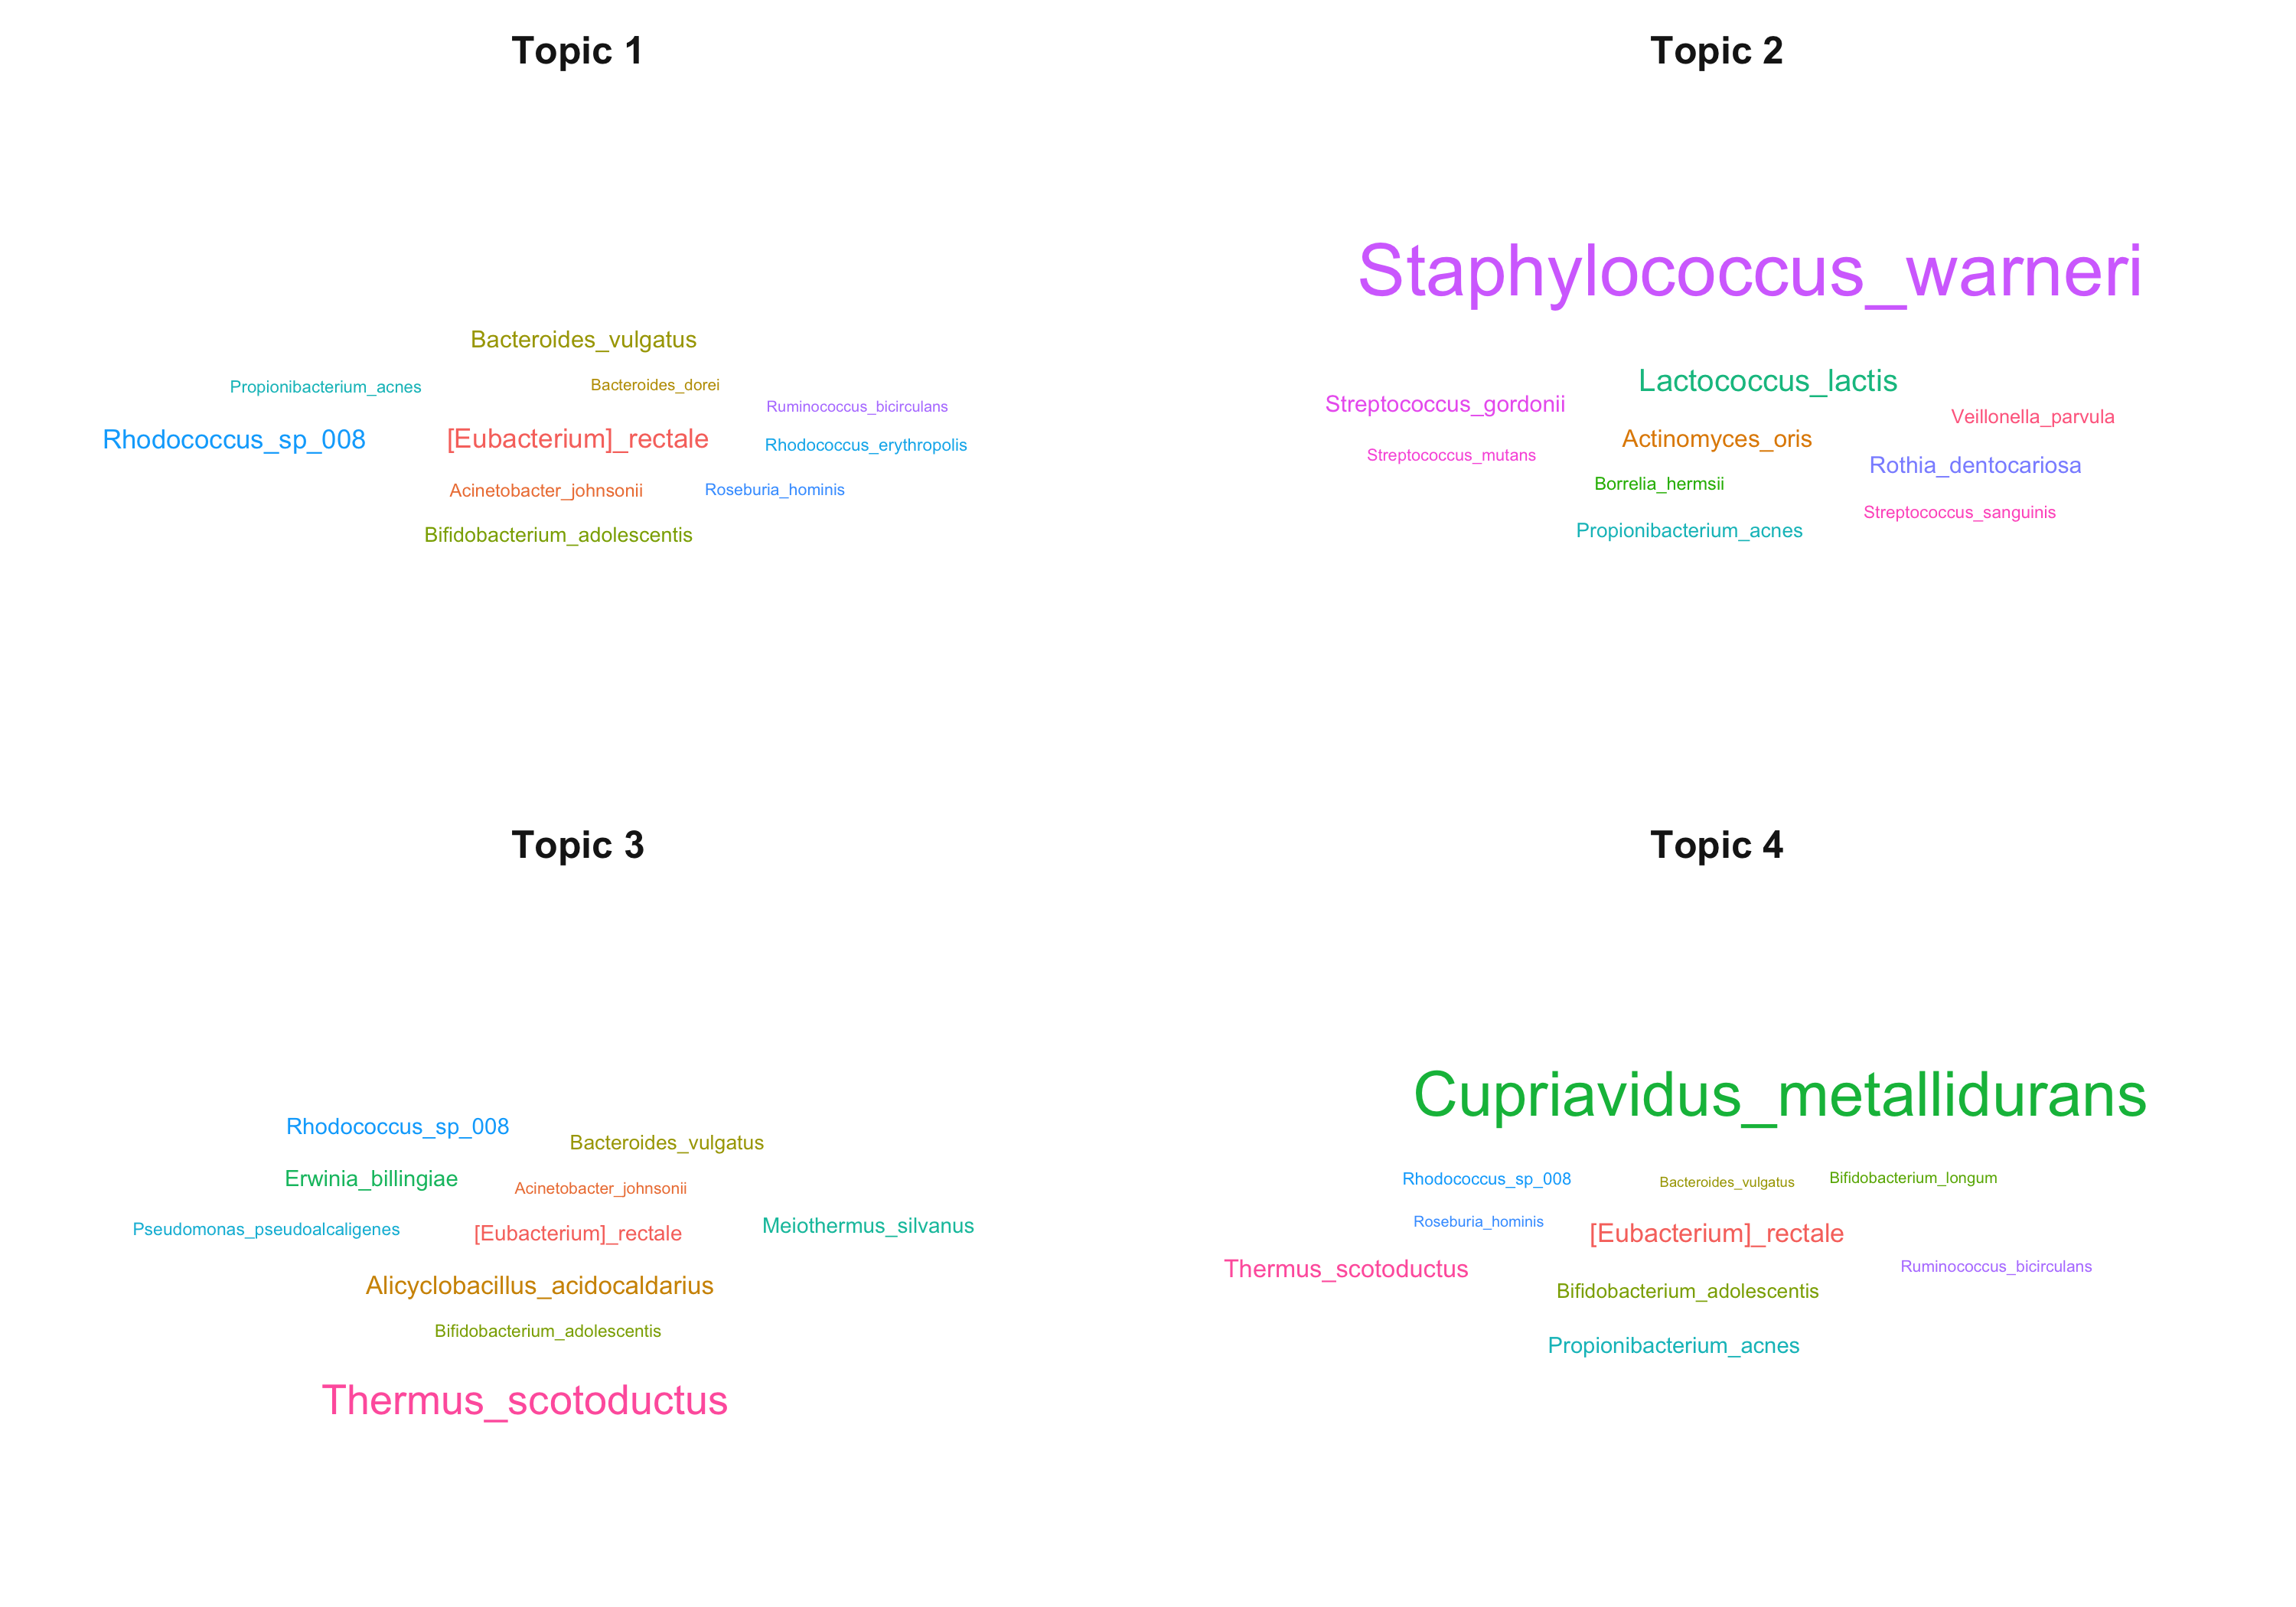 Topic 1
Bacteroides_vulgatus
Propionibacterium_acnes
Bacteroides_dorei
Ruminococcus_bicirculans
Rhodococcus_sp_008
[Eubacterium]_rectale
Rhodococcus_erythropolis
Acinetobacter_johnsonii
Roseburia_hominis
Bifidobacterium_adolescentis
Topic 2
Staphylococcus_warneri
Lactococcus_lactis
Streptococcus_gordonii
Veillonella_parvula
Actinomyces_oris
Streptococcus_mutans
Rothia_dentocariosa
Borrelia_hermsii
Streptococcus_sanguinis
Propionibacterium_acnes
Topic 3
Rhodococcus_sp_008
Bacteroides_vulgatus
Erwinia_billingiae
Acinetobacter_johnsonii
Pseudomonas_pseudoalcaligenes
[Eubacterium]_rectale
Meiothermus_silvanus
Alicyclobacillus_acidocaldarius
Bifidobacterium_adolescentis
Thermus_scotoductus
Topic 4
Cupriavidus_metallidurans
Rhodococcus_sp_008
Bacteroides_vulgatus
Bifidobacterium_longum
Roseburia_hominis
[Eubacterium]_rectale
Thermus_scotoductus
Ruminococcus_bicirculans
Bifidobacterium_adolescentis
Propionibacterium_acnes